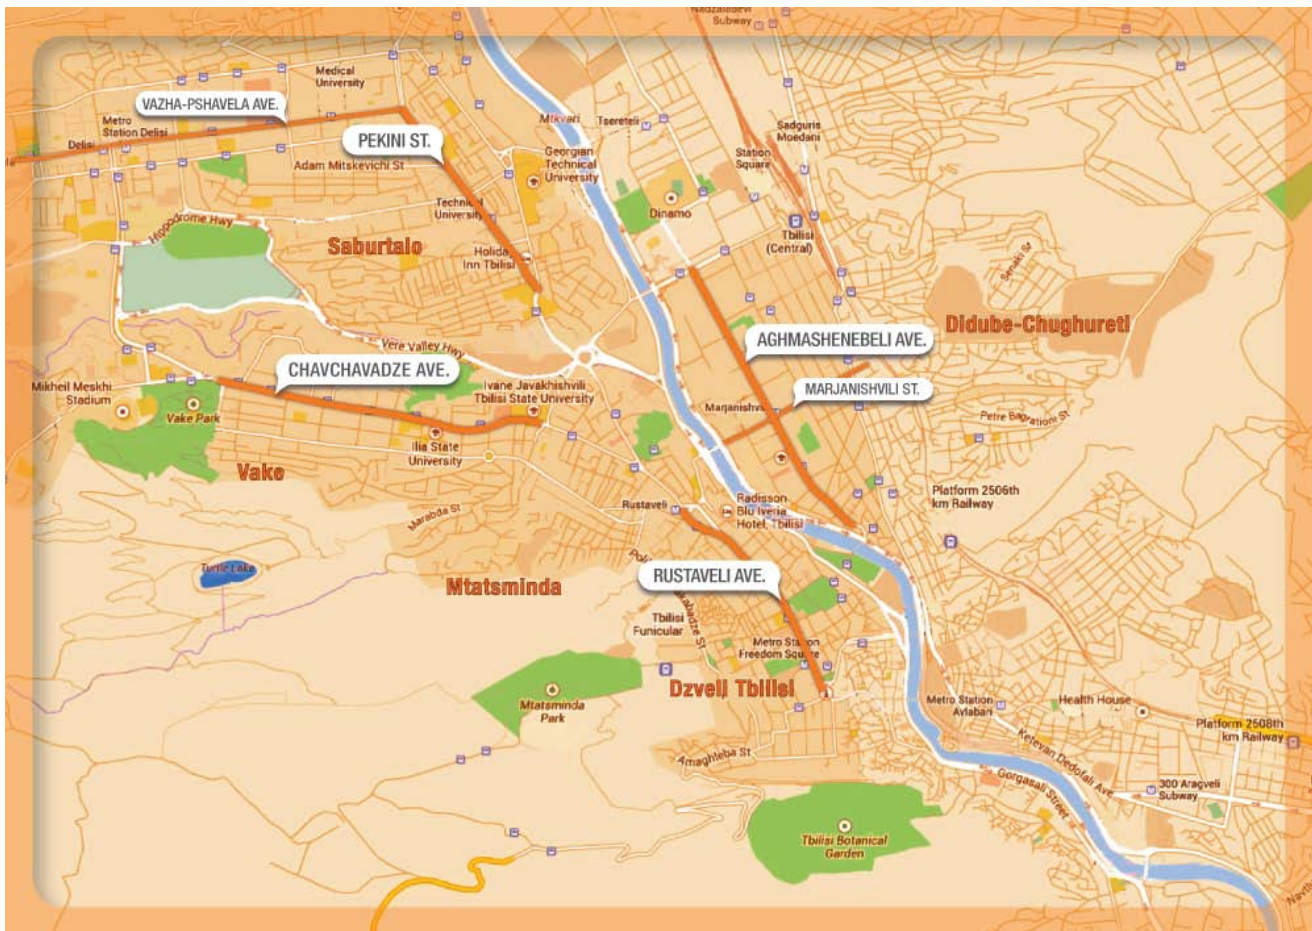 Nadzaladevi
Subway
Medical
University
VAZHA-PSHAVELA AVE.
Metro
Station Delisi
Delisi
PEKINI ST.
Adam Mitskevichi St
Mtkvari
Tsereteli
Sadguris
Moedani
Station
Square
Georgian
Technical
University
Technical
University
Dinamo
Hippodrome Hwy
Saburtalo
Holiday
Inn Tbilisi
Tbilisi
(Central)
Senaki St
Didube-Chughureti
Vere Valley Hwy
AGHMASHENEBELI AVE.
CHAVCHAVADZE AVE.
Mikheil Meskhi
Stadium
Ivane Javakhishvili
Tbilisi State University
MARJANISHVILI ST.
Marjanishv
Vake Park
Petre Bagrationi St
Ilia State
University
Vake
Platform 2506th
km Railway
Marabda St
Rustaveli
Radisson
Blu Iveria
Hotel, Tbilisi
Turtle Lake
RUSTAVELI AVE.
Mtatsminda
Tbilisi
Funicular
Metro Station
Freedom Square
Dzveli Tbilisi
Mtatsminda
Park
Metro Station
Avlabari
Health House
Platform 2508th
km Railway
Amaghleba St
Ketevan Dedofali Ave
Gorgasali Street
300 Aragveli
Subway
Tbilisi Botanical
Garden